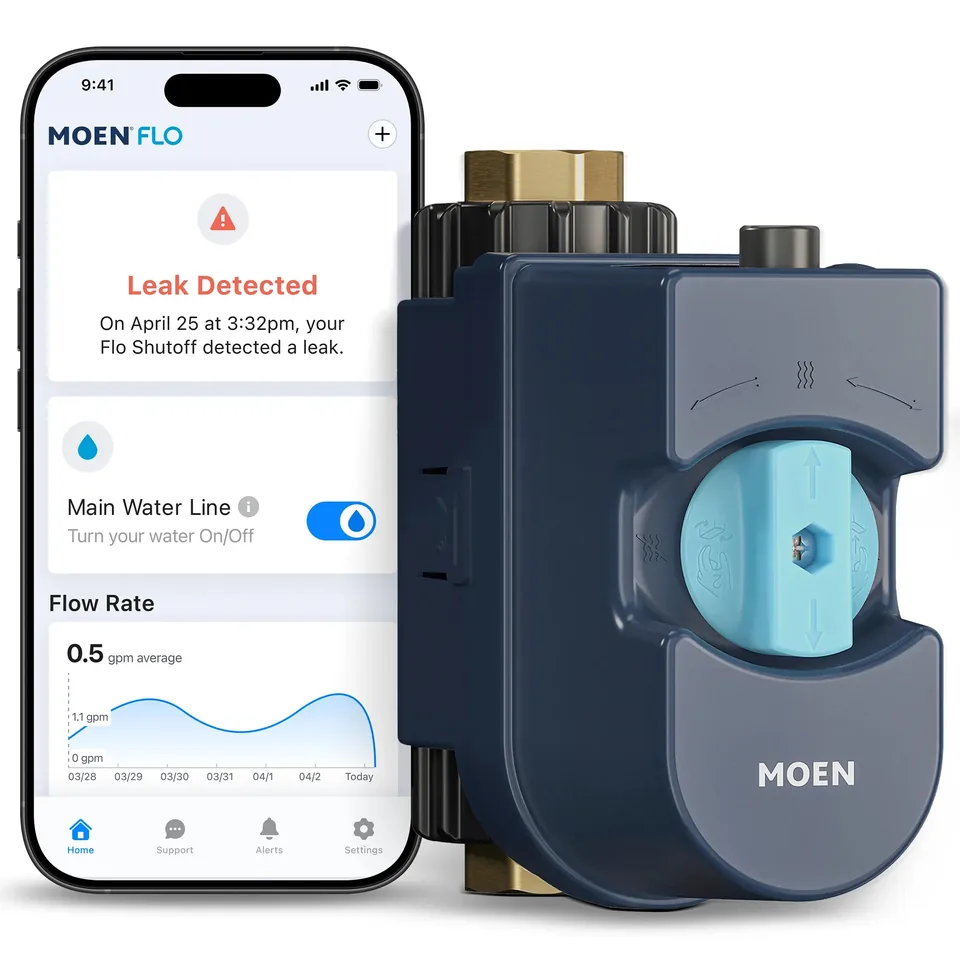 9:41
MOEN® FLO
Leak Detected
On April 25 at 3:32pm, your
Flo Shutoff detected a leak.
Main Water Line
Turn your water On/Off
Flow Rate
0.5 gpm average
1.1 gpm
0 gpm
03/28 03/29 03/30 03/31 04/1 04/2 Today
Home Support Alerts Settings
MOEN